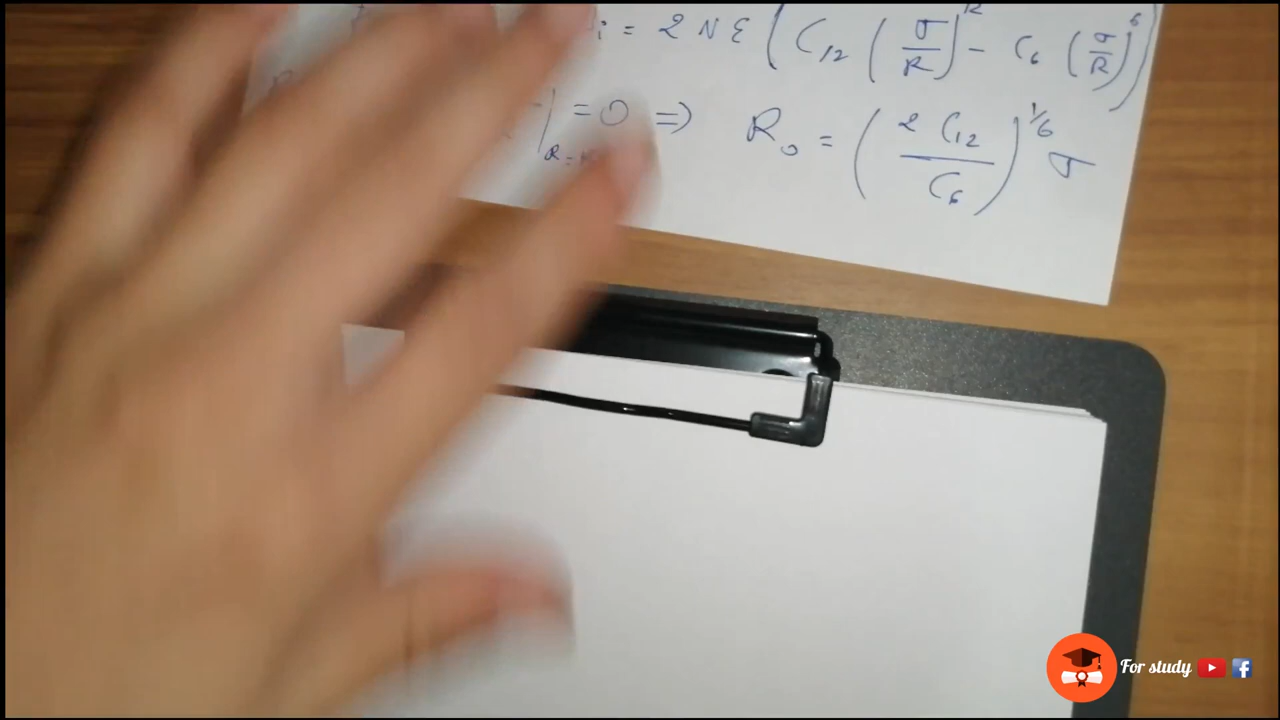 i = 2 N ε ( C₁₂ ( σ/R )¹² - C₆ ( σ/R )⁶ )
| = 0 => R₀ = ( 2 C₁₂ / C₆ )^1/6 σ
R =
For study